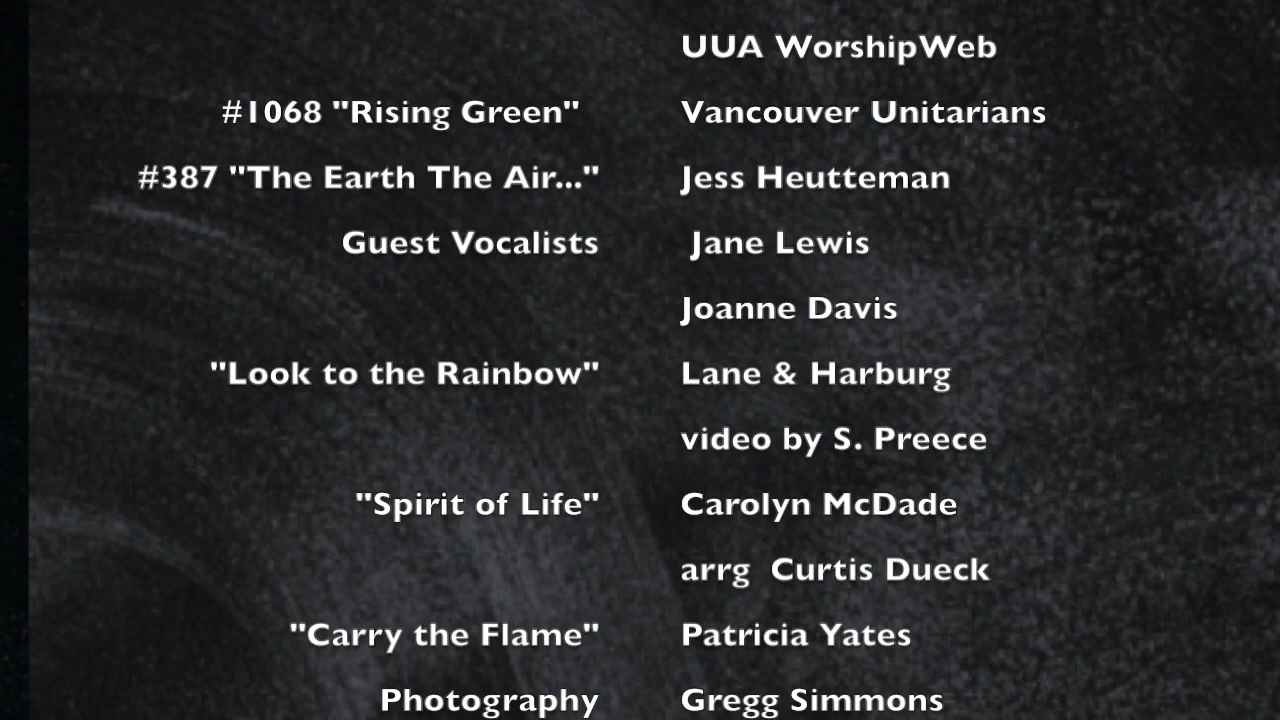 UUA WorshipWeb
#1068 "Rising Green" Vancouver Unitarians
#387 "The Earth The Air..." Jess Heutteman
Guest Vocalists Jane Lewis
Joanne Davis
"Look to the Rainbow" Lane & Harburg
video by S. Preece
"Spirit of Life" Carolyn McDade
arrg Curtis Dueck
"Carry the Flame" Patricia Yates
Photography Gregg Simmons